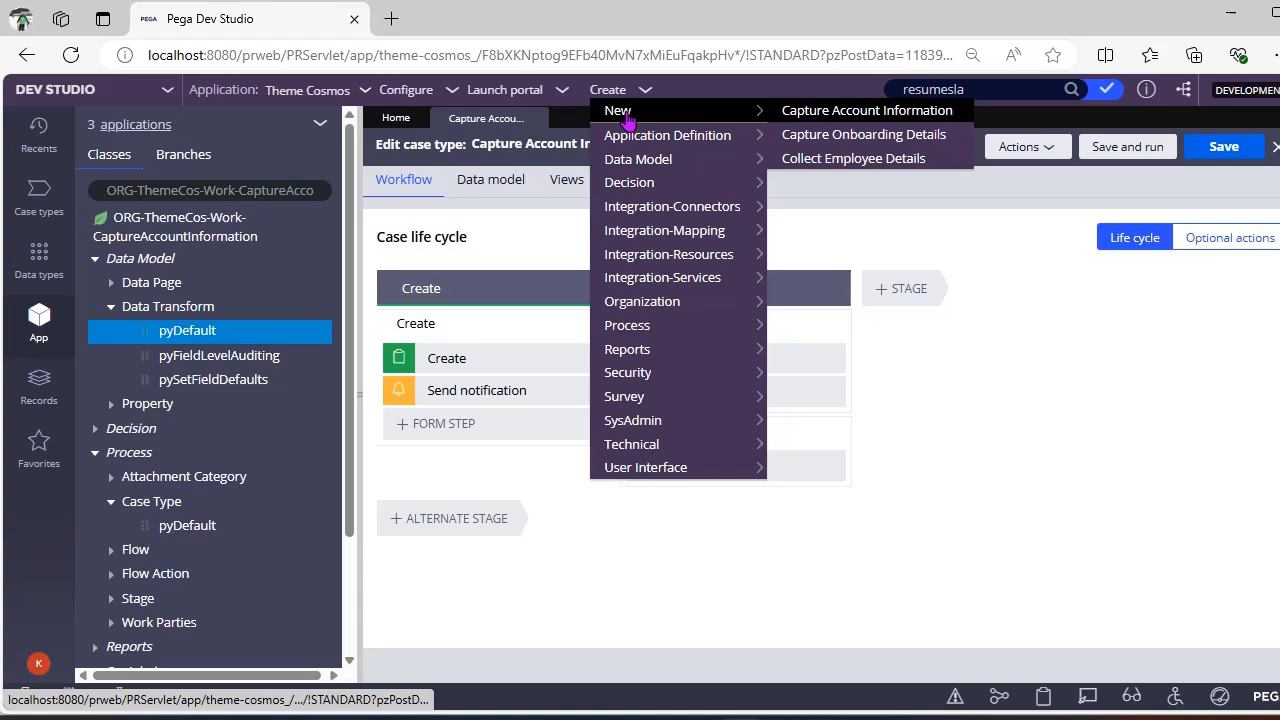 PEGA Pega Dev Studio
localhost:8080/prweb/PRServlet/app/theme-cosmos_/F8bXKNptog9EFb40MvN7xMiEuFqakpHv*/!STANDARD?pzPostData=11839...
DEV STUDIO Application: Theme Cosmos Configure Launch portal Create resumesla DEVELOPMEN
Recents
Case types
Data types
App
Records
Favorites
K
3 applications
Classes Branches
ORG-ThemeCos-Work-CaptureAcco
ORG-ThemeCos-Work-
CaptureAccountInformation
Data Model
Data Page
Data Transform
pyDefault
pyFieldLevelAuditing
pySetFieldDefaults
Property
Decision
Process
Attachment Category
Case Type
pyDefault
Flow
Flow Action
Stage
Work Parties
Reports
Home Capture Accou...
Edit case type: Capture Account In
Actions Save and run Save
Workflow Data model Views
Case life cycle
Life cycle Optional actions
Create
+ STAGE
Create
Create
Send notification
+ FORM STEP
+ ALTERNATE STAGE
New
Application Definition
Data Model
Decision
Integration-Connectors
Integration-Mapping
Integration-Resources
Integration-Services
Organization
Process
Reports
Security
Survey
SysAdmin
Technical
User Interface
Capture Account Information
Capture Onboarding Details
Collect Employee Details
localhost:8080/prweb/PRServlet/app/theme-cosmos_/.../!STANDARD?pzPostD...
PEG